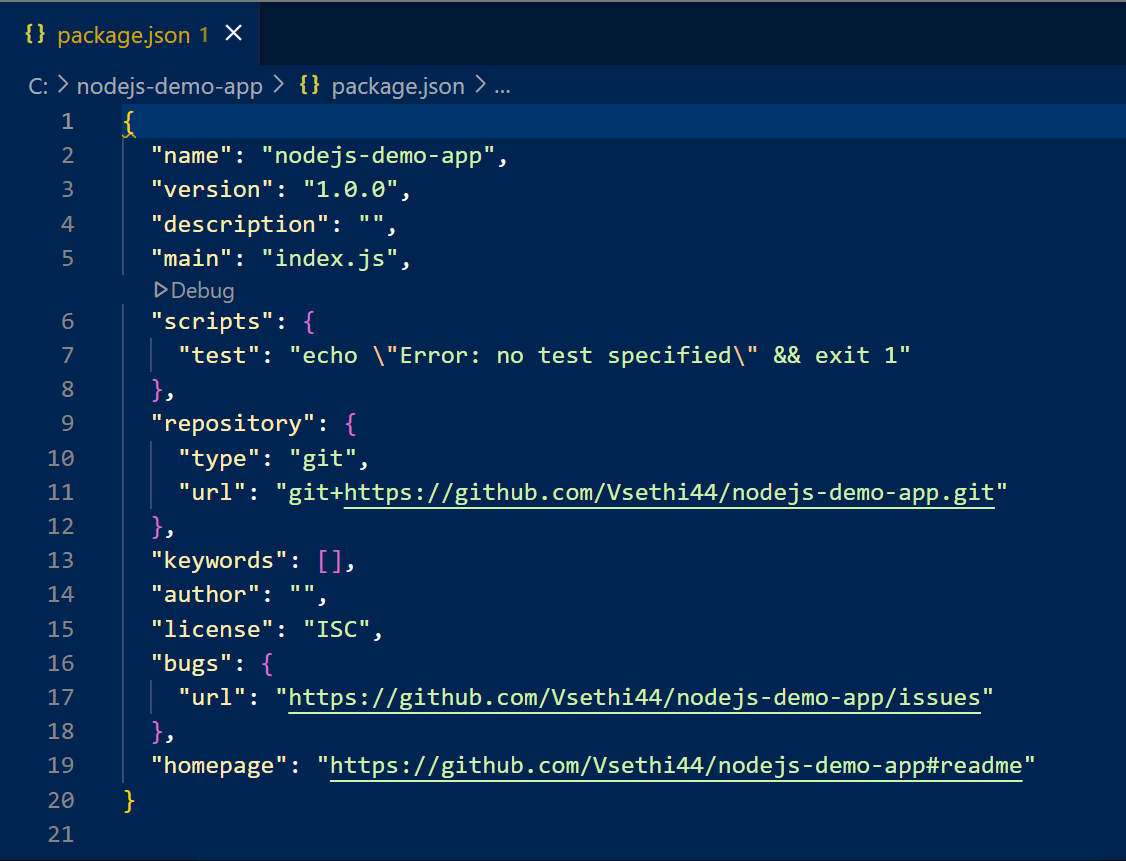 {} package.json 1 ×
C: > nodejs-demo-app > {} package.json > ...
1 {
2 "name": "nodejs-demo-app",
3 "version": "1.0.0",
4 "description": "",
5 "main": "index.js",
Debug
6 "scripts": {
7 "test": "echo \"Error: no test specified\" && exit 1"
8 },
9 "repository": {
10 "type": "git",
11 "url": "git+https://github.com/Vsethi44/nodejs-demo-app.git"
12 },
13 "keywords": [],
14 "author": "",
15 "license": "ISC",
16 "bugs": {
17 "url": "https://github.com/Vsethi44/nodejs-demo-app/issues"
18 },
19 "homepage": "https://github.com/Vsethi44/nodejs-demo-app#readme"
20 }
21